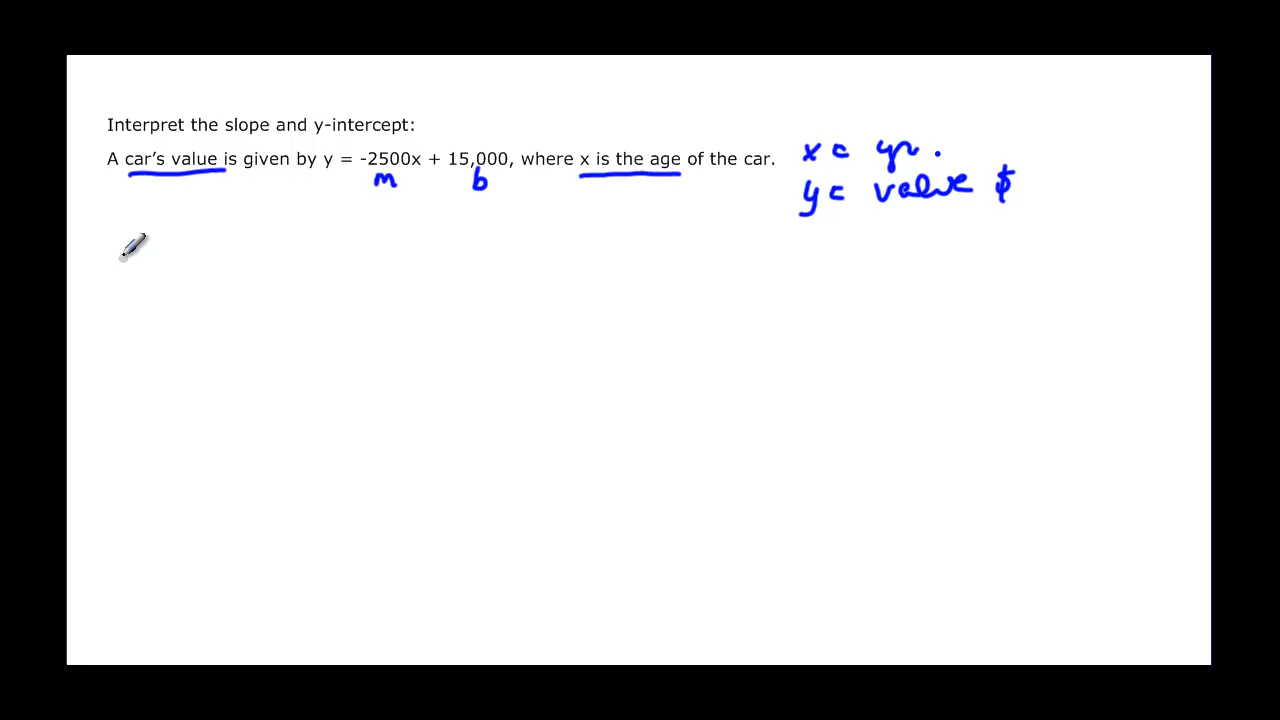 Interpret the slope and y-intercept:
A car's value is given by y = -2500x + 15,000, where x is the age of the car.
m b
x = yr.
y = value $